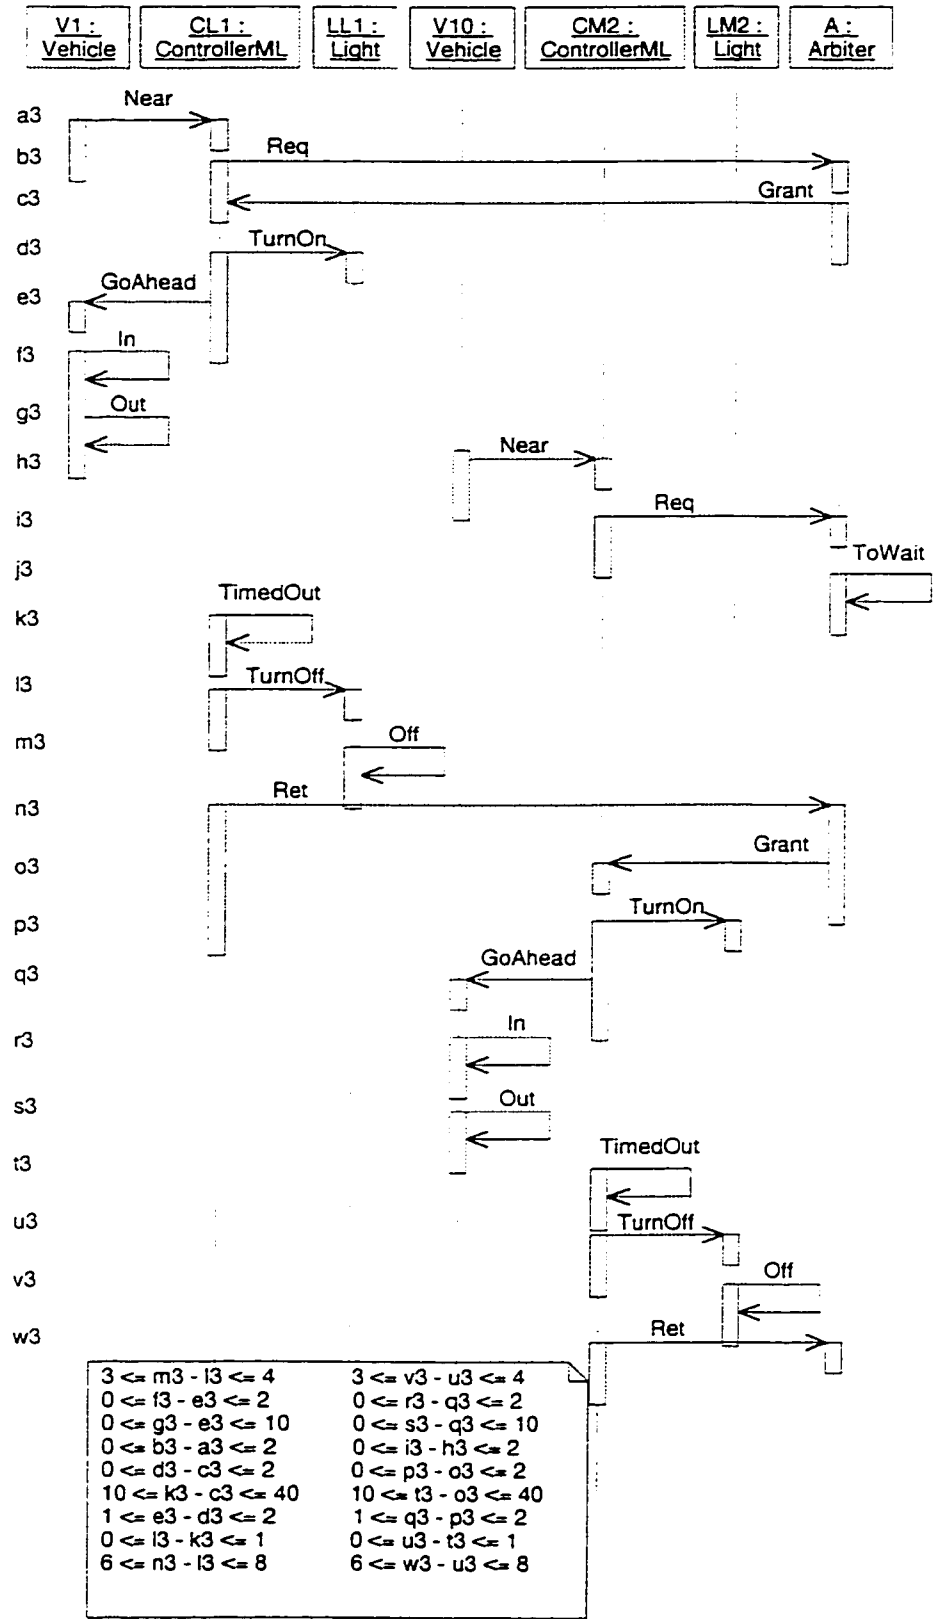 V1 : CL1 : LL1 : V10 : CM2 : LM2 : A :
Vehicle ControllerML Light Vehicle ControllerML Light Arbiter
Near
a3
Req
b3
Grant
c3
TurnOn
d3
GoAhead
e3
In
f3
Out
g3
Near
h3
Req
i3
ToWait
j3
TimedOut
k3
TurnOff
l3
Off
m3
Ret
n3
Grant
o3
TurnOn
p3
GoAhead
q3
In
r3
Out
s3
TimedOut
t3
TurnOff
u3
Off
v3
Ret
w3
3 <= m3 - l3 <= 4 3 <= v3 - u3 <= 4
0 <= f3 - e3 <= 2 0 <= r3 - q3 <= 2
0 <= g3 - e3 <= 10 0 <= s3 - q3 <= 10
0 <= b3 - a3 <= 2 0 <= i3 - h3 <= 2
0 <= d3 - c3 <= 2 0 <= p3 - o3 <= 2
10 <= k3 - c3 <= 40 10 <= t3 - o3 <= 40
1 <= e3 - d3 <= 2 1 <= q3 - p3 <= 2
0 <= l3 - k3 <= 1 0 <= u3 - t3 <= 1
6 <= n3 - l3 <= 8 6 <= w3 - u3 <= 8